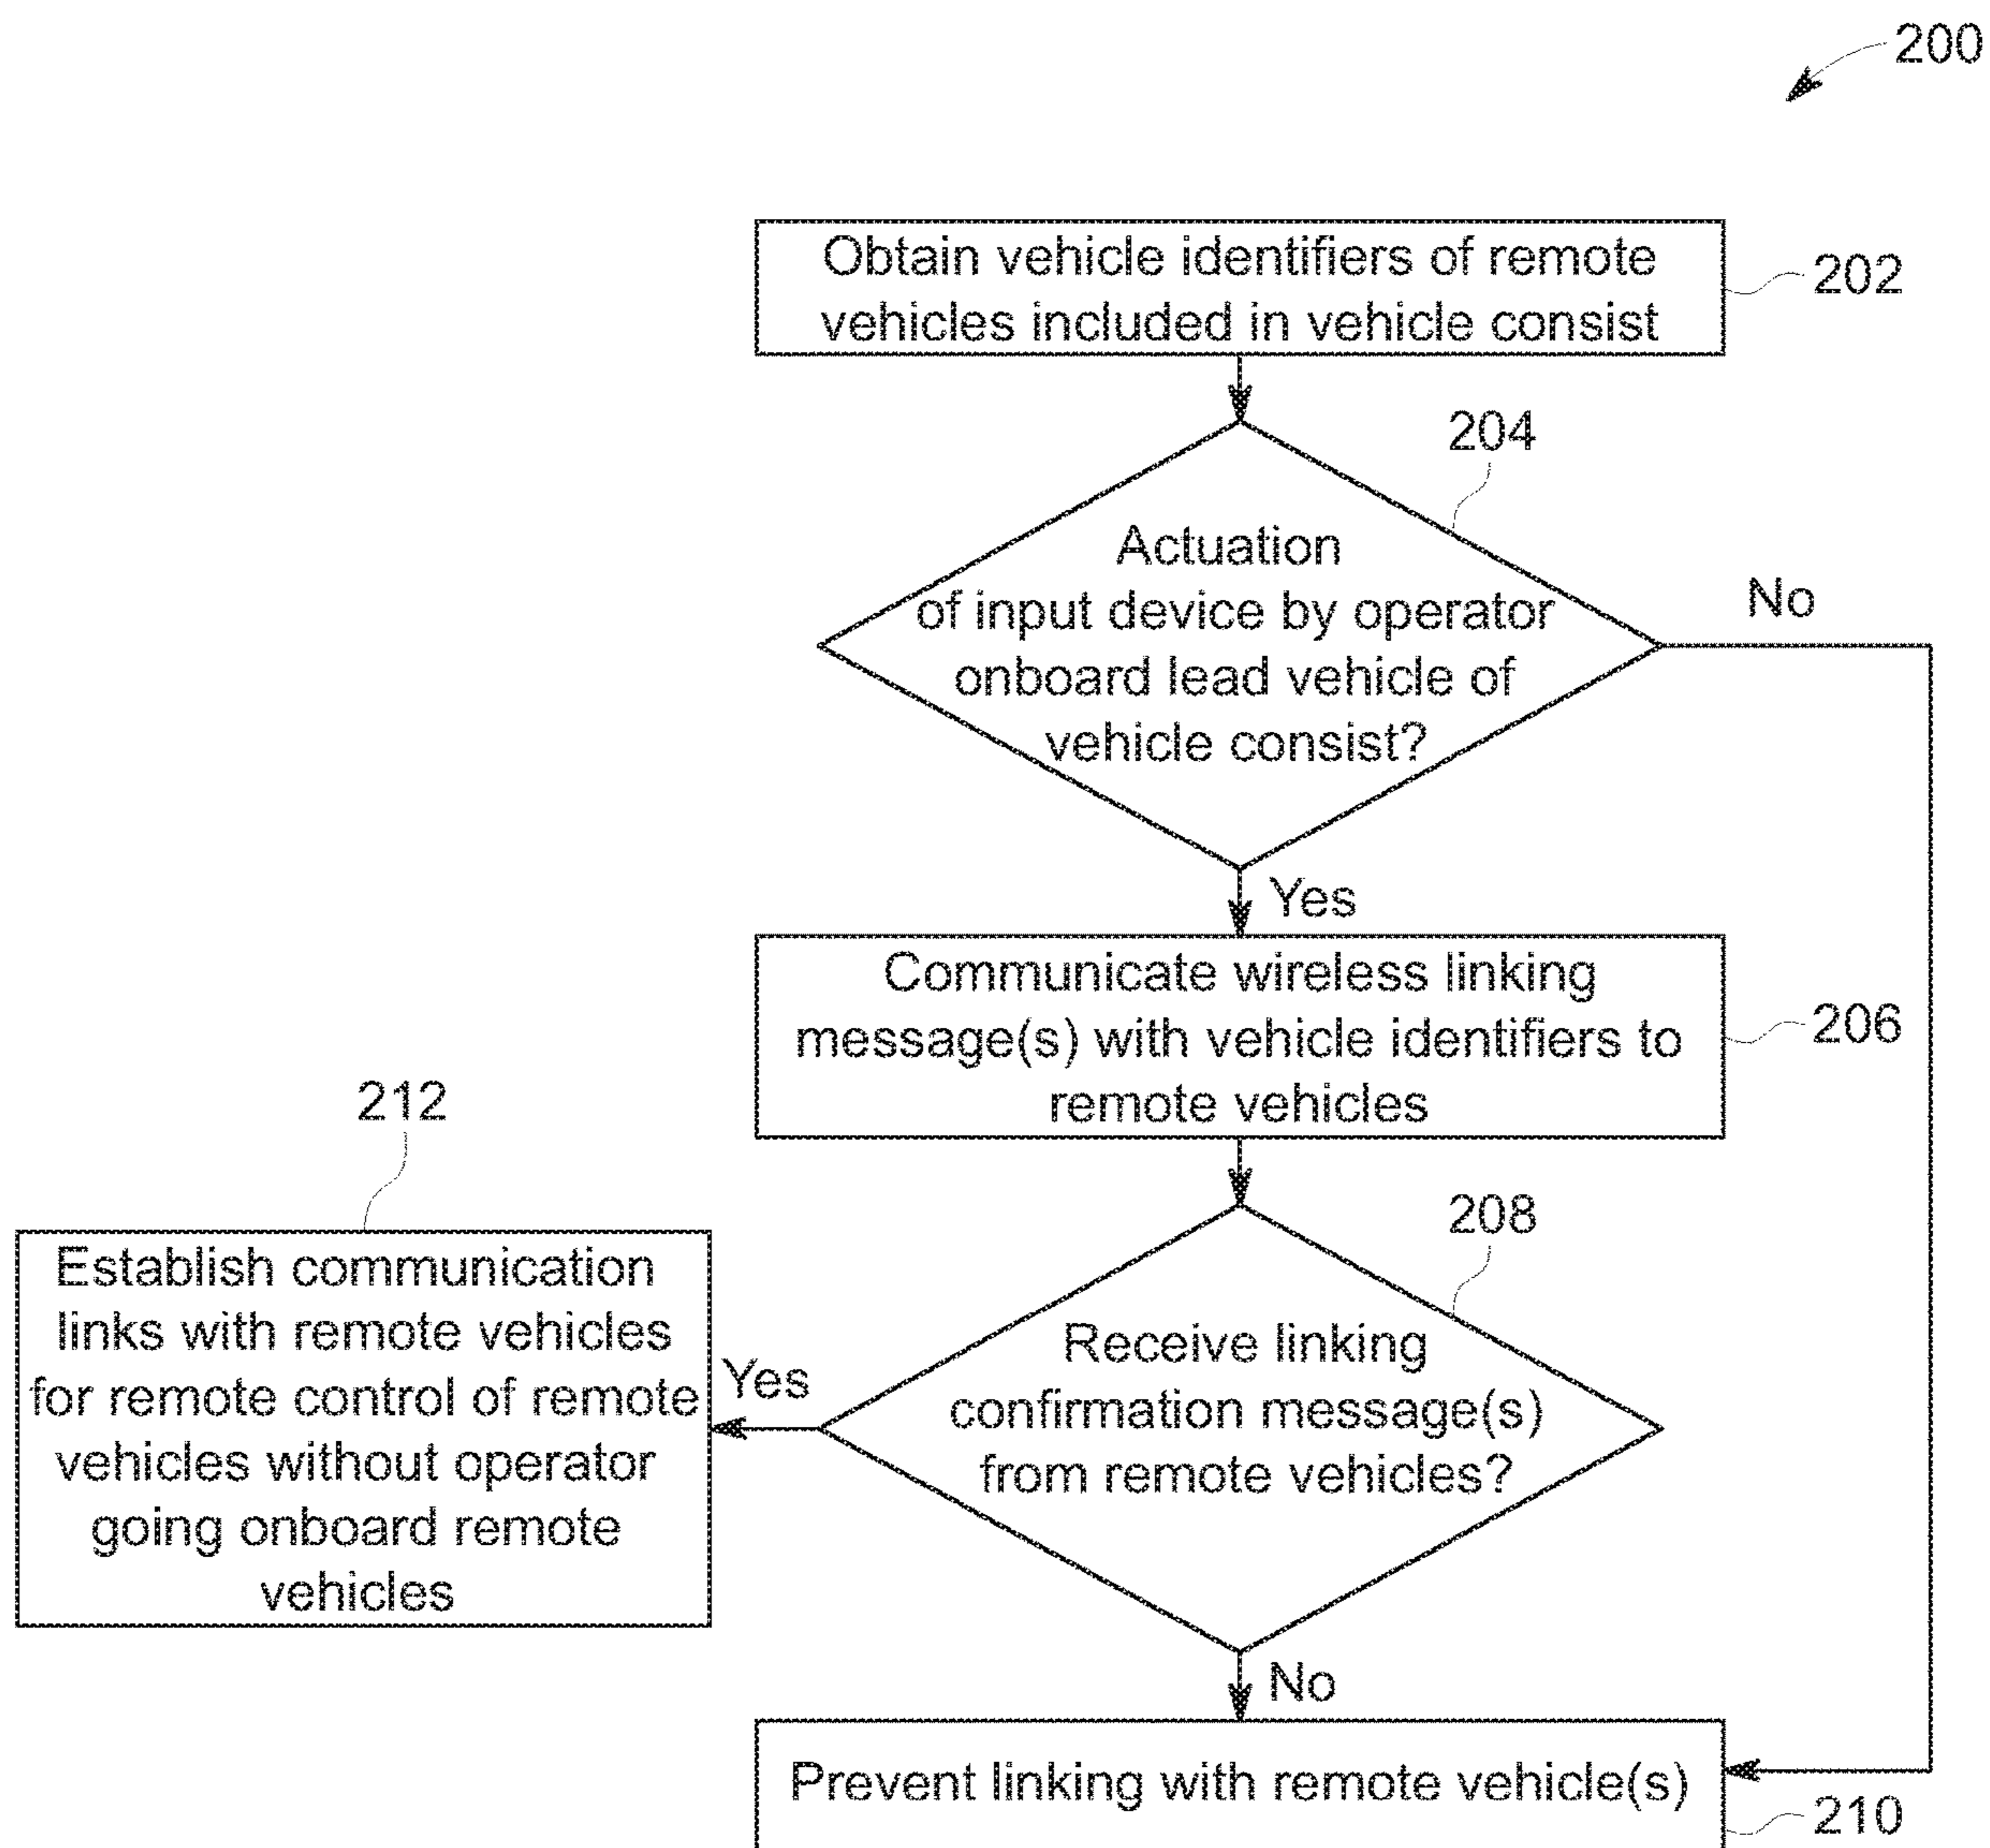 200
Obtain vehicle identifiers of remote
vehicles included in vehicle consist
202
204
Actuation
of input device by operator
onboard lead vehicle of
vehicle consist?
No
Yes
Communicate wireless linking
message(s) with vehicle identifiers to
remote vehicles
206
212
208
Establish communication
links with remote vehicles
for remote control of remote
vehicles without operator
going onboard remote
vehicles
Yes
Receive linking
confirmation message(s)
from remote vehicles?
No
Prevent linking with remote vehicle(s)
210